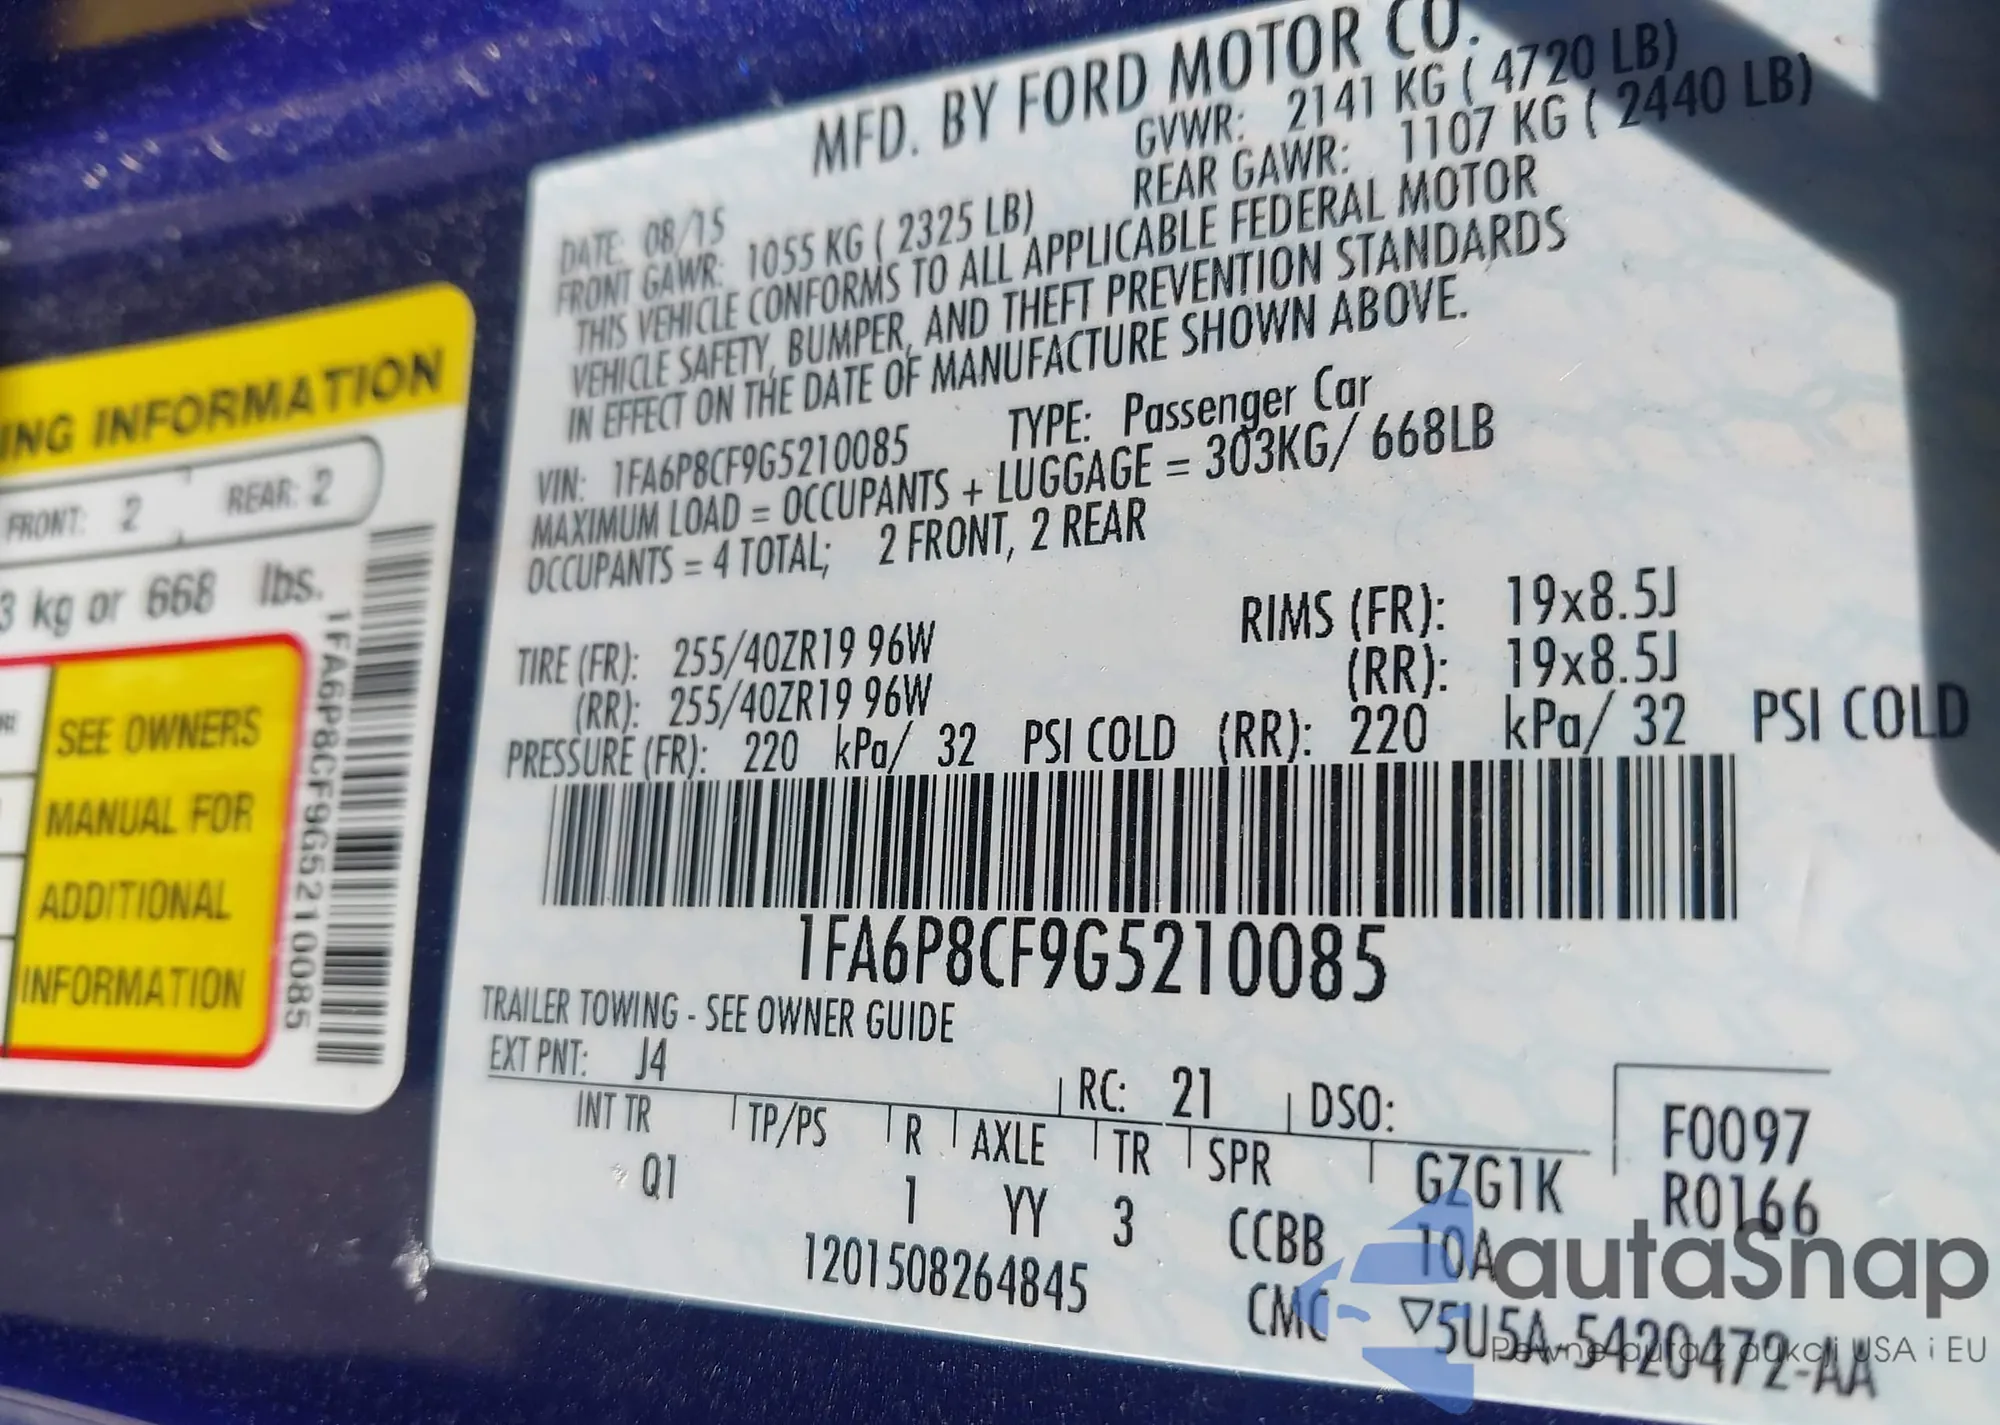 MFD. BY FORD MOTOR CO.
DATE: 08/15 GVWR: 2141 KG ( 4720 LB)
FRONT GAWR: 1055 KG ( 2325 LB) REAR GAWR: 1107 KG ( 2440 LB)
THIS VEHICLE CONFORMS TO ALL APPLICABLE FEDERAL MOTOR
VEHICLE SAFETY, BUMPER, AND THEFT PREVENTION STANDARDS
IN EFFECT ON THE DATE OF MANUFACTURE SHOWN ABOVE.
VIN: 1FA6P8CF9G5210085 TYPE: Passenger Car
MAXIMUM LOAD = OCCUPANTS + LUGGAGE = 303KG/ 668LB
OCCUPANTS = 4 TOTAL; 2 FRONT, 2 REAR
TIRE (FR): 255/40ZR19 96W RIMS (FR): 19x8.5J
(RR): 255/40ZR19 96W (RR): 19x8.5J
PRESSURE (FR): 220 kPa/ 32 PSI COLD (RR): 220 kPa/ 32 PSI COLD
1FA6P8CF9G5210085
TRAILER TOWING - SEE OWNER GUIDE
EXT PNT: J4 RC: 21 DSO: F0097
INT TR TP/PS R AXLE TR SPR GZG1K R0166
Q1 1 YY 3 CCBB 10A
1201508264845 CMC ▽5U5A-5420472-AA
ING INFORMATION
FRONT: 2 REAR: 2
3 kg or 668 lbs.
SEE OWNERS
MANUAL FOR
ADDITIONAL
INFORMATION
1FA6P8CF9G5210085
autaSnap
Pewne auta z aukcji USA i EU